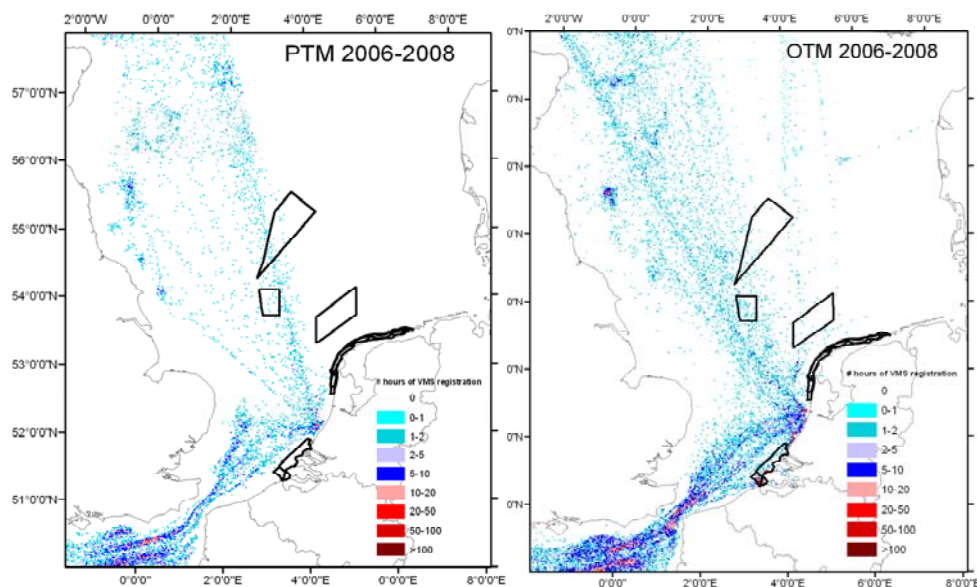 2°0'0"W 0°0'0" 2°0'0"E 4°0'0"E 6°0'0"E 8°0'0"E
PTM 2006-2008
57°0'0"N
56°0'0"N
55°0'0"N
54°0'0"N
53°0'0"N
52°0'0"N
51°0'0"N
# hours of VMS registration
0
0-1
1-2
2-5
5-10
10-20
20-50
50-100
>100
0°0'0" 2°0'0"E 4°0'0"E 6°0'0"E 8°0'0"E
2°0'0"W 0°0'0" 2°0'0"E 4°0'0"E 6°0'0"E 8°0'0"E
OTM 2006-2008
0'N
0'N
0'N
0'N
0'N
0'N
0'N
0'N
# hours of VMS registration
0
0-1
1-2
2-5
5-10
10-20
20-50
50-100
>100
0°0'0" 2°0'0"E 4°0'0"E 6°0'0"E 8°0'0"E